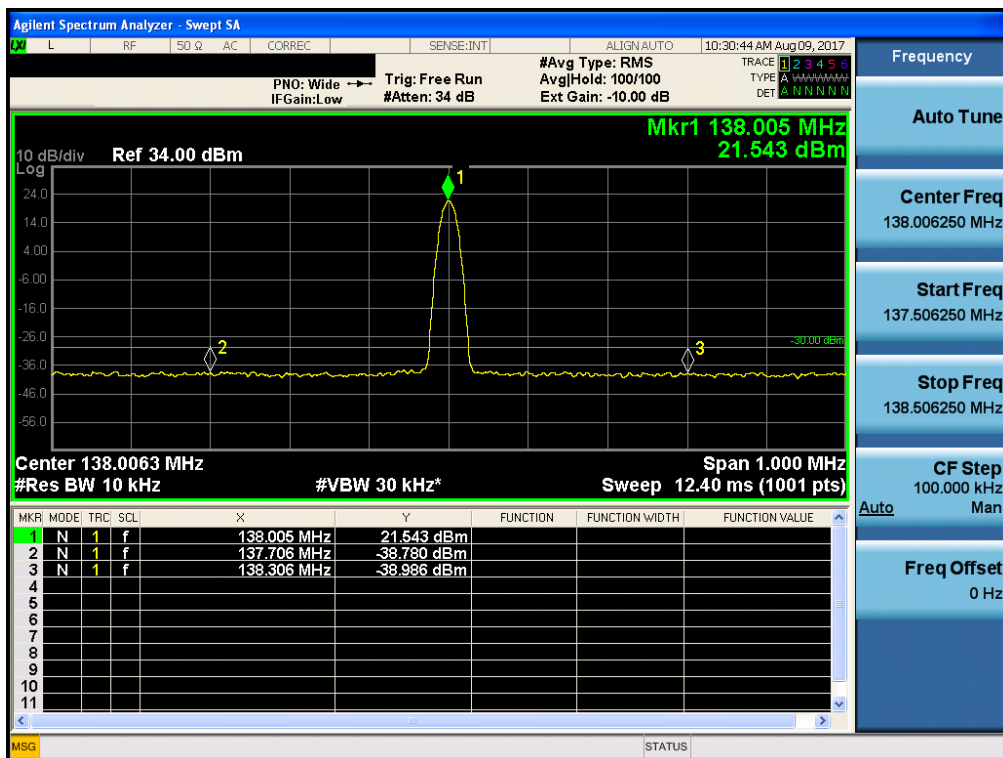 Agilent Spectrum Analyzer - Swept SA
LXI L RF 50 Ω AC CORREC SENSE:INT ALIGN AUTO 10:30:44 AM Aug 09, 2017
Frequency
#Avg Type: RMS TRACE 1 2 3 4 5 6
PNO: Wide Trig: Free Run Avg|Hold: 100/100 TYPE A
IFGain:Low #Atten: 34 dB Ext Gain: -10.00 dB DET A N N N N N
Auto Tune
Mkr1 138.005 MHz
10 dB/div Ref 34.00 dBm 21.543 dBm
Log
24.0
14.0
4.00
-6.00
-16.0
-26.0
-36.0
-46.0
-56.0
1
2
3
-30.00 dBm
Center Freq
138.006250 MHz
Start Freq
137.506250 MHz
Stop Freq
138.506250 MHz
Center 138.0063 MHz Span 1.000 MHz
#Res BW 10 kHz #VBW 30 kHz* Sweep 12.40 ms (1001 pts)
CF Step
100.000 kHz
Auto Man
MKR MODE TRC SCL X Y FUNCTION FUNCTION WIDTH FUNCTION VALUE
1 N 1 f 138.005 MHz 21.543 dBm
2 N 1 f 137.706 MHz -38.780 dBm
3 N 1 f 138.306 MHz -38.986 dBm
4
5
6
7
8
9
10
11
Freq Offset
0 Hz
MSG STATUS